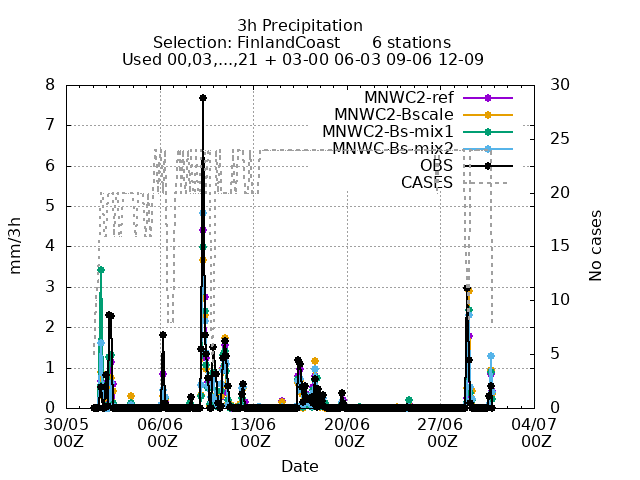 3h Precipitation
Selection: FinlandCoast 6 stations
Used 00,03,...,21 + 03-00 06-03 09-06 12-09
8 30
7 25
6 20
5 15
4 10
3 5
2 0
1
0
MNWC2-ref
MNWC2-Bscale
MNWC2-Bs-mix1
MNWC-Bs-mix2
OBS
CASES
mm/3h
No cases
30/05 06/06 13/06 20/06 27/06 04/07
00Z 00Z 00Z 00Z 00Z 00Z
Date